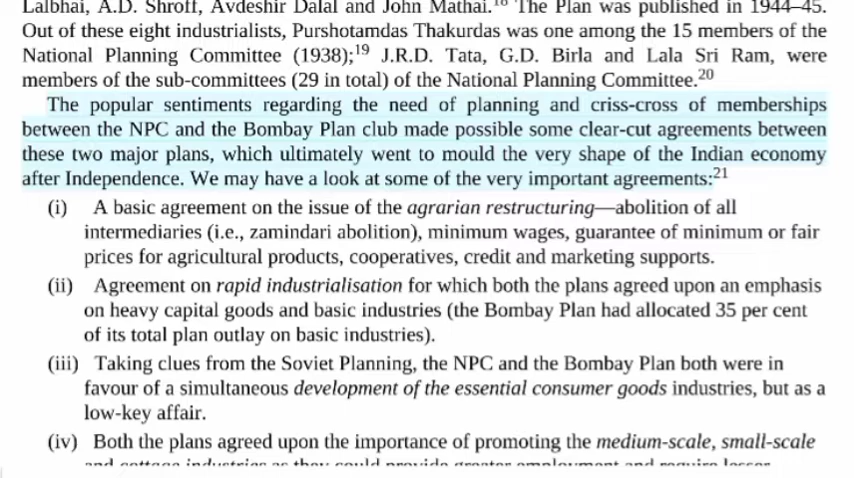 Lalbhai, A.D. Shroff, Avdeshir Dalal and John Mathai.18 The Plan was published in 1944–45.
Out of these eight industrialists, Purshotamdas Thakurdas was one among the 15 members of the
National Planning Committee (1938);19 J.R.D. Tata, G.D. Birla and Lala Sri Ram, were
members of the sub-committees (29 in total) of the National Planning Committee.20
The popular sentiments regarding the need of planning and criss-cross of memberships
between the NPC and the Bombay Plan club made possible some clear-cut agreements between
these two major plans, which ultimately went to mould the very shape of the Indian economy
after Independence. We may have a look at some of the very important agreements:21
(i) A basic agreement on the issue of the agrarian restructuring—abolition of all
intermediaries (i.e., zamindari abolition), minimum wages, guarantee of minimum or fair
prices for agricultural products, cooperatives, credit and marketing supports.
(ii) Agreement on rapid industrialisation for which both the plans agreed upon an emphasis
on heavy capital goods and basic industries (the Bombay Plan had allocated 35 per cent
of its total plan outlay on basic industries).
(iii) Taking clues from the Soviet Planning, the NPC and the Bombay Plan both were in
favour of a simultaneous development of the essential consumer goods industries, but as a
low-key affair.
(iv) Both the plans agreed upon the importance of promoting the medium-scale, small-scale
and cottage industries as they could provide greater employment and require lesser